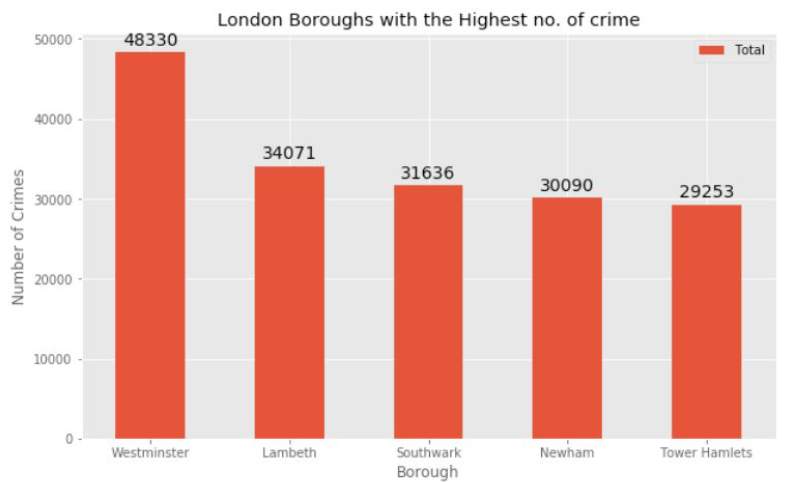 London Boroughs with the Highest no. of crime
Total
Number of Crimes
50000
40000
30000
20000
10000
0
48330
34071
31636
30090
29253
Westminster
Lambeth
Southwark
Newham
Tower Hamlets
Borough